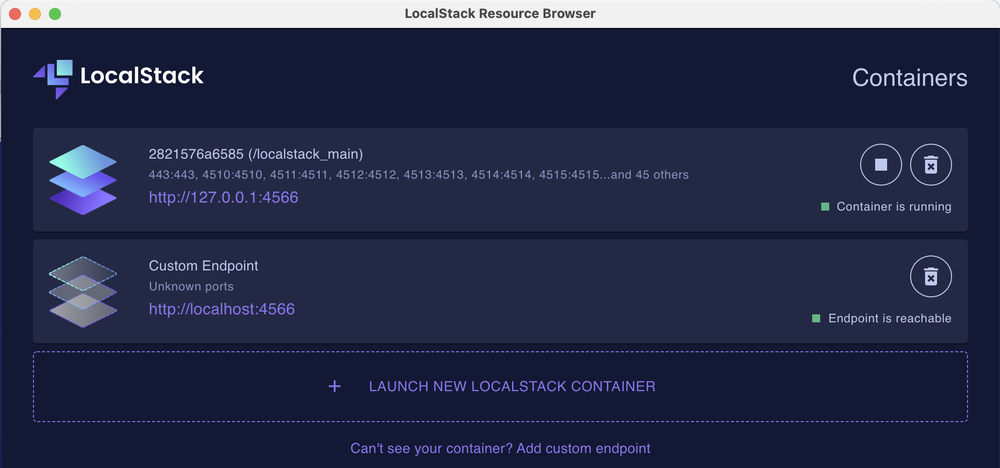 LocalStack Resource Browser
LocalStack
Containers
2821576a6585 (/localstack_main)
443:443, 4510:4510, 4511:4511, 4512:4512, 4513:4513, 4514:4514, 4515:4515...and 45 others
http://127.0.0.1:4566
Container is running
Custom Endpoint
Unknown ports
http://localhost:4566
Endpoint is reachable
+ LAUNCH NEW LOCALSTACK CONTAINER
Can't see your container? Add custom endpoint